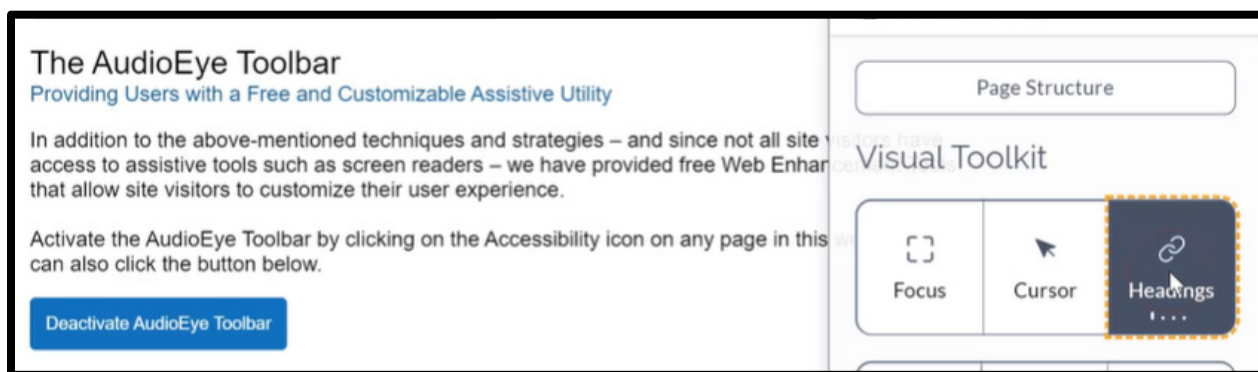 The AudioEye Toolbar
Providing Users with a Free and Customizable Assistive Utility
In addition to the above-mentioned techniques and strategies – and since not all site visitors have
access to assistive tools such as screen readers – we have provided free Web Enhan
that allow site visitors to customize their user experience.
Activate the AudioEye Toolbar by clicking on the Accessibility icon on any page in this
can also click the button below.
Deactivate AudioEye Toolbar
Page Structure
Visual Toolkit
Focus
Cursor
Headings